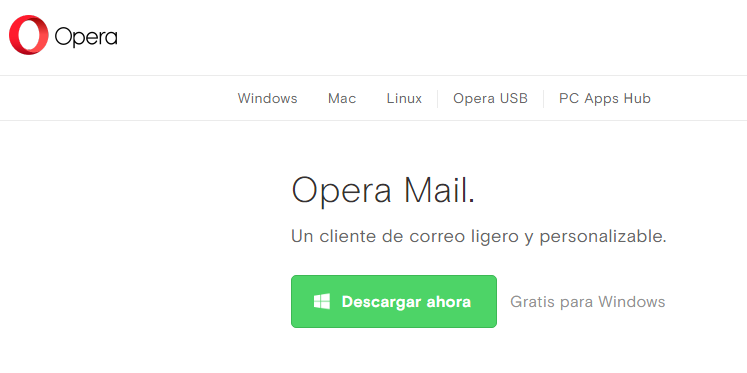 Opera
Windows Mac Linux Opera USB PC Apps Hub
Opera Mail.
Un cliente de correo ligero y personalizable.
Descargar ahora Gratis para Windows